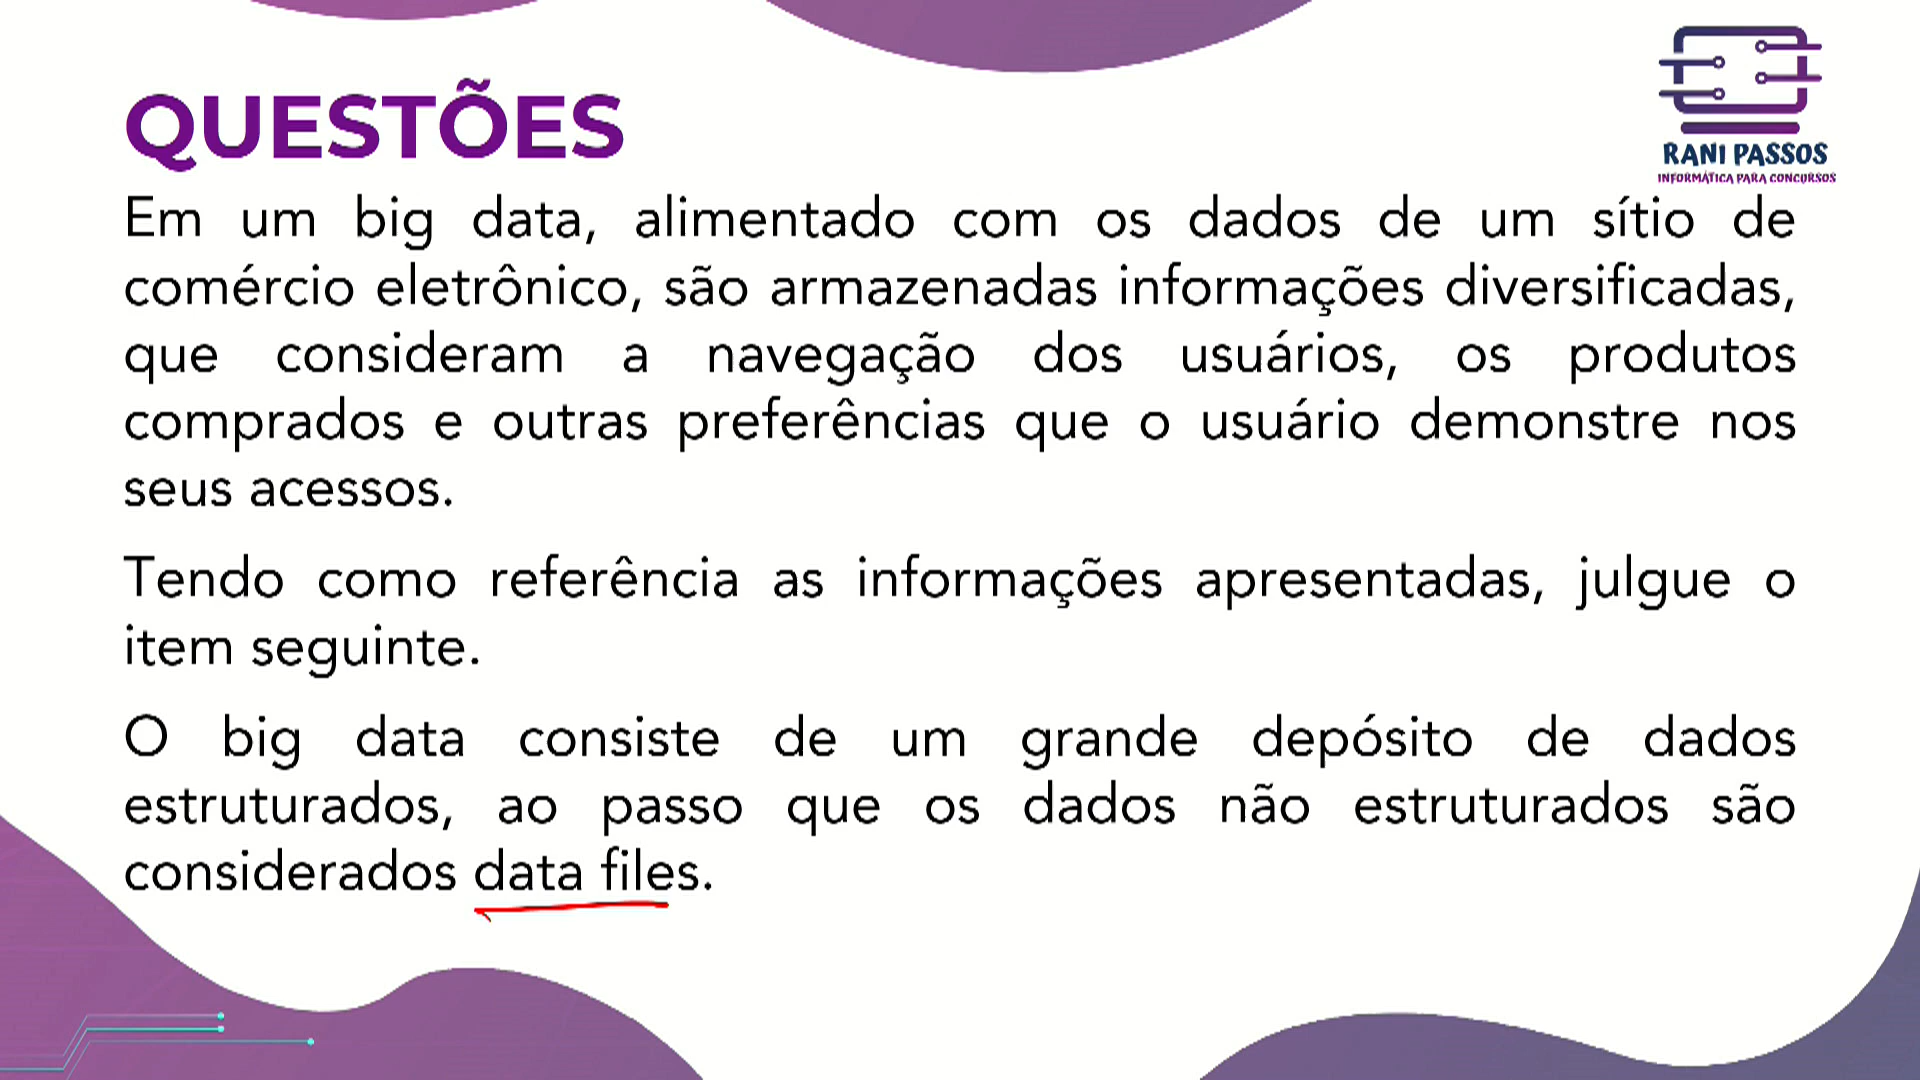 RANI PASSOS
INFORMÁTICA PARA CONCURSOS
QUESTÕES
Em um big data, alimentado com os dados de um sítio de
comércio eletrônico, são armazenadas informações diversificadas,
que consideram a navegação dos usuários, os produtos
comprados e outras preferências que o usuário demonstre nos
seus acessos.
Tendo como referência as informações apresentadas, julgue o
item seguinte.
O big data consiste de um grande depósito de dados
estruturados, ao passo que os dados não estruturados são
considerados data files.